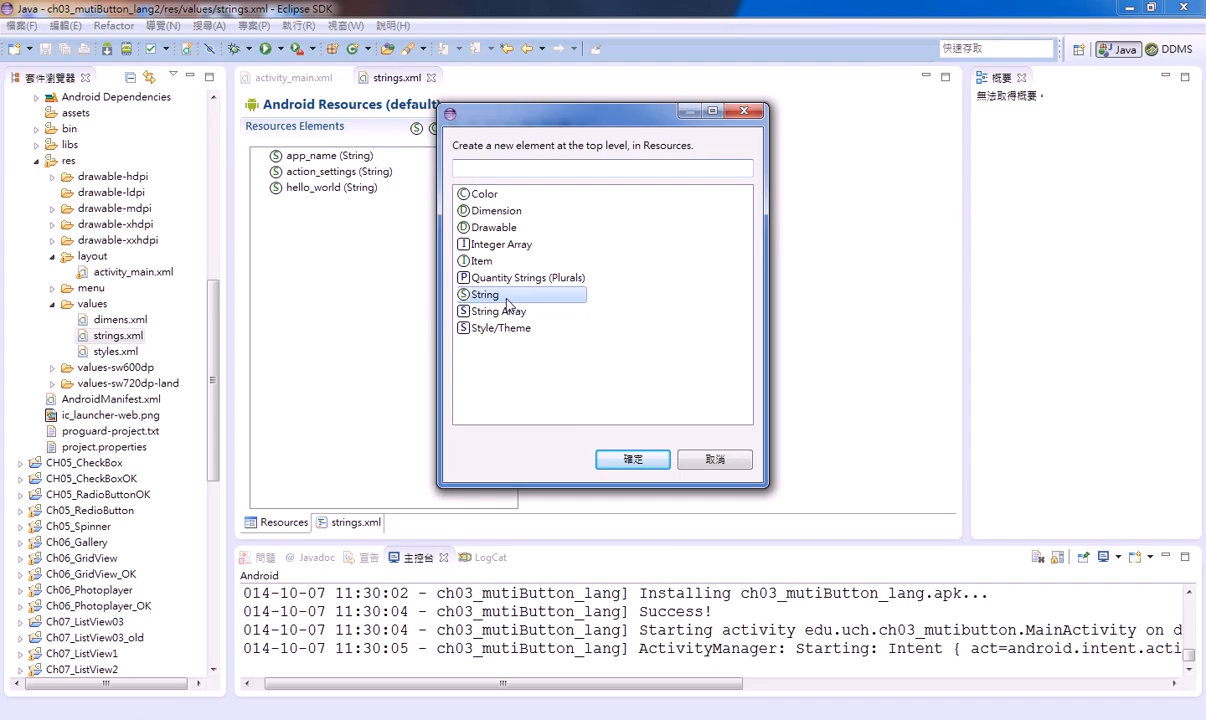 Java - ch03_mutiButton_lang2/res/values/strings.xml - Eclipse SDK
檔案(F) 編輯(E) Refactor 導覽(N) 搜尋(A) 專案(P) 執行(R) 視窗(W) 說明(H)
快速存取
Java
DDMS
套件瀏覽器
Android Dependencies
assets
bin
libs
res
drawable-hdpi
drawable-ldpi
drawable-mdpi
drawable-xhdpi
drawable-xxhdpi
layout
activity_main.xml
menu
values
dimens.xml
strings.xml
styles.xml
values-sw600dp
values-sw720dp-land
AndroidManifest.xml
ic_launcher-web.png
proguard-project.txt
project.properties
CH05_CheckBox
CH05_CheckBoxOK
CH05_RadioButtonOK
CH05_RedioButton
CH05_Spinner
Ch06_Gallery
Ch06_GridView
Ch06_GridView_OK
Ch06_Photoplayer
Ch06_Photoplayer_OK
Ch07_ListView03
Ch07_ListView03_old
Ch07_ListView1
Ch07_ListView2
activity_main.xml
strings.xml
Android Resources (default)
Resources Elements
app_name (String)
action_settings (String)
hello_world (String)
Resources
strings.xml
Create a new element at the top level, in Resources.
Color
Dimension
Drawable
Integer Array
Item
Quantity Strings (Plurals)
String
String Array
Style/Theme
確定
取消
概要
無法取得概要。
問題
Javadoc
宣告
主控台
LogCat
Android
014-10-07 11:30:02 - ch03_mutiButton_lang] Installing ch03_mutiButton_lang.apk...
014-10-07 11:30:04 - ch03_mutiButton_lang] Success!
014-10-07 11:30:04 - ch03_mutiButton_lang] Starting activity edu.uch.ch03_mutibutton.MainActivity on d
014-10-07 11:30:05 - ch03_mutiButton_lang] ActivityManager: Starting: Intent { act=android.intent.acti